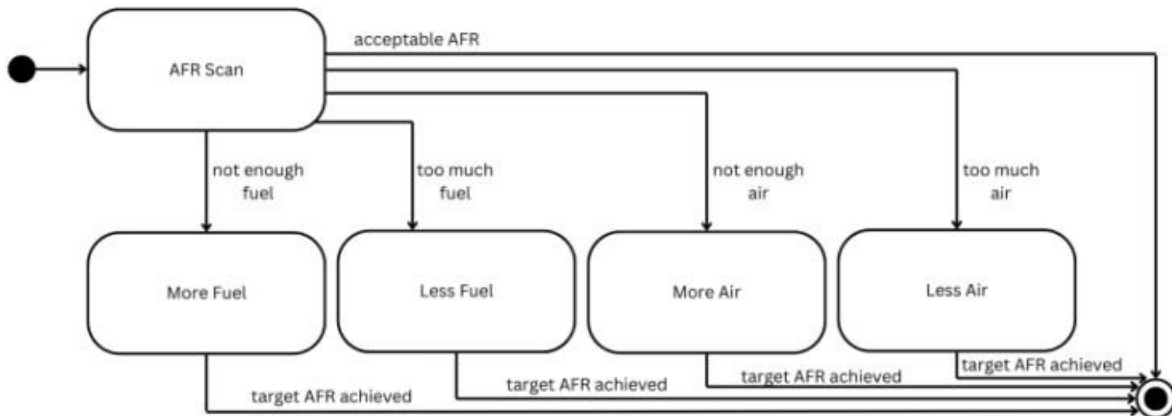 acceptable AFR
AFR Scan
not enough
fuel
too much
fuel
not enough
air
too much
air
More Fuel
Less Fuel
More Air
Less Air
target AFR achieved
target AFR achieved
target AFR achieved
target AFR achieved